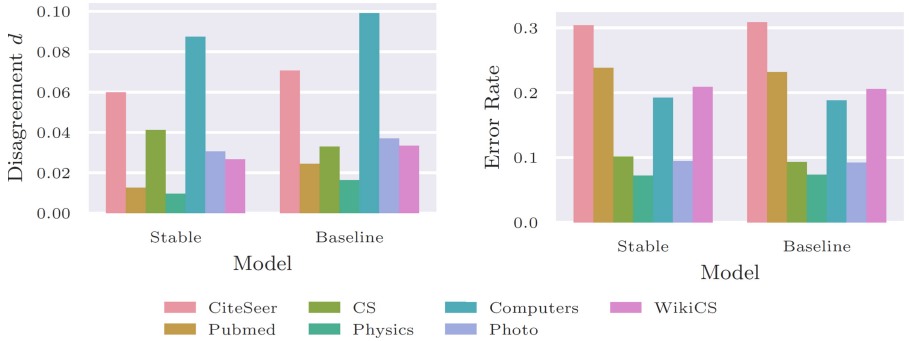 Disagreement d
0.10
0.08
0.06
0.04
0.02
0.00
Stable
Baseline
Model
Error Rate
0.3
0.2
0.1
0.0
Stable
Baseline
Model
CiteSeer
CS
Computers
WikiCS
Pubmed
Physics
Photo